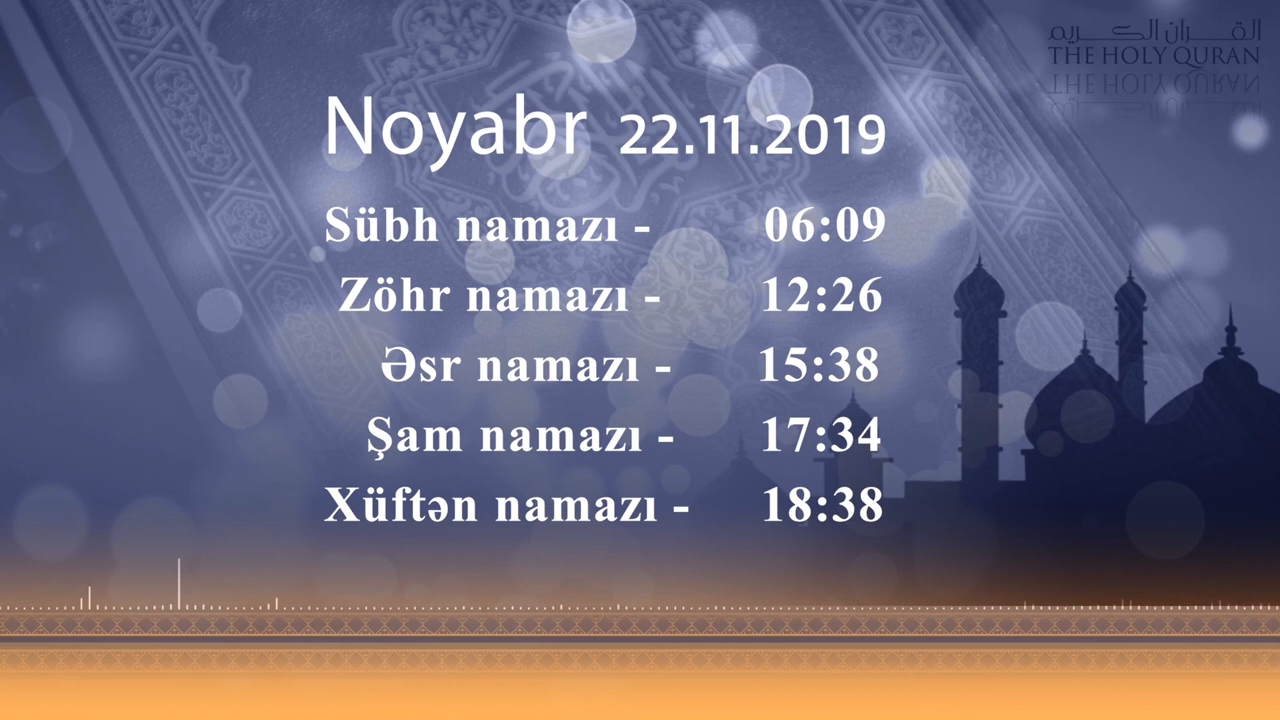 القرآن الكريم
THE HOLY QURAN
Noyabr 22.11.2019
Sübh namazı - 06:09
Zöhr namazı - 12:26
Əsr namazı - 15:38
Şam namazı - 17:34
Xüftən namazı - 18:38